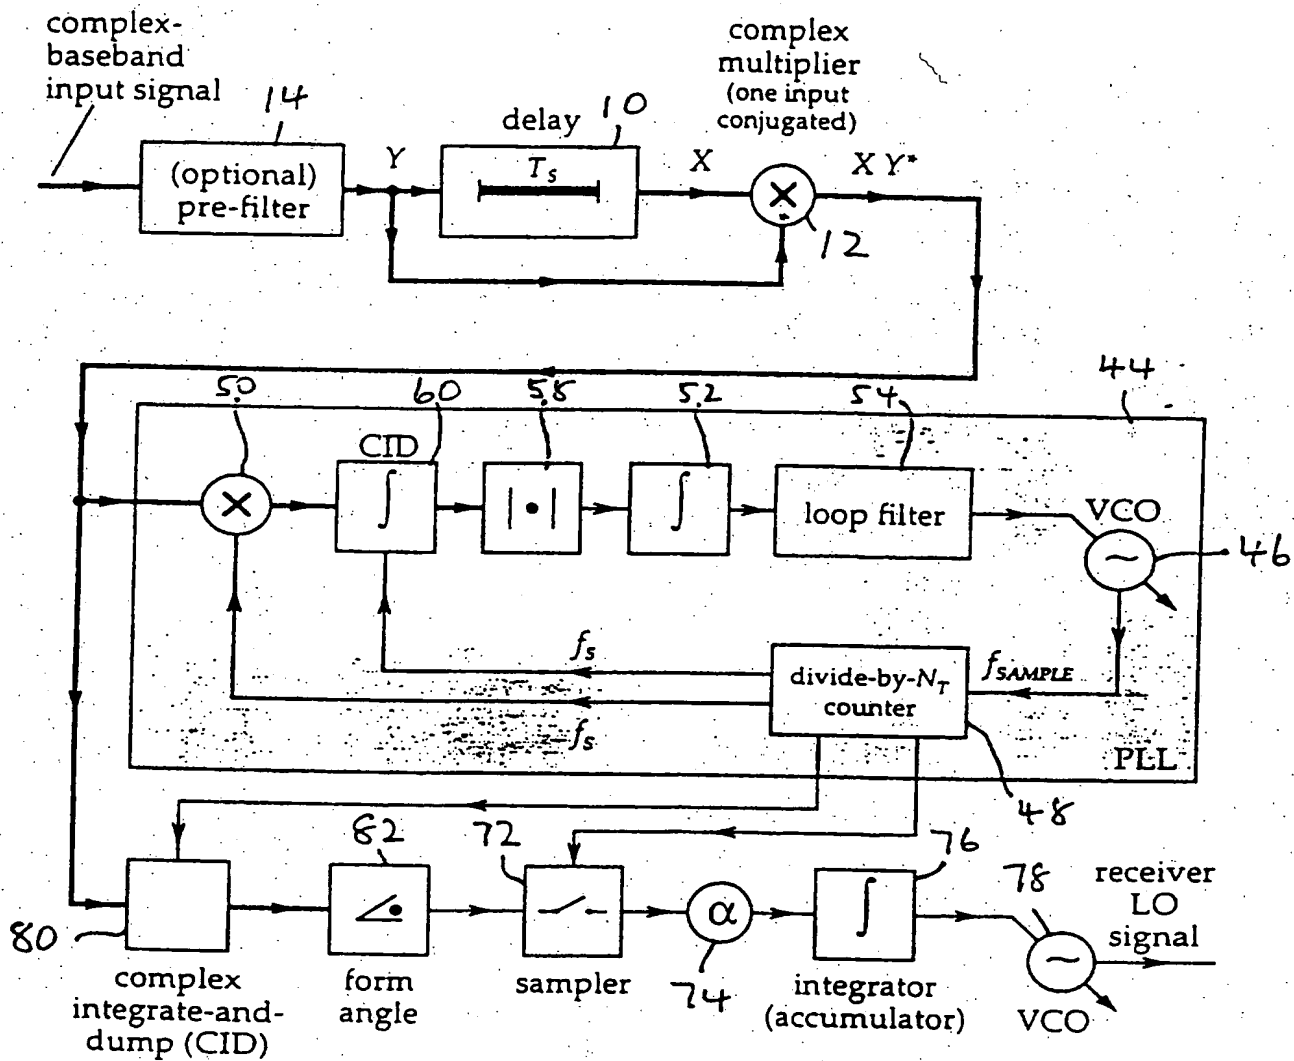 complex-
baseband
input signal
14
(optional)
pre-filter
Y
delay
10
Ts
X
complex
multiplier
(one input
conjugated)
X Y*
12
44
50
CID
60
∫
58
|•|
52
∫
54
loop filter
VCO
~
46
fs
fs
divide-by-NT
counter
fSAMPLE
PLL
48
80
complex
integrate-and-
dump (CID)
82
form
angle
72
sampler
α
74
76
∫
integrator
(accumulator)
78
~
VCO
receiver
LO
signal